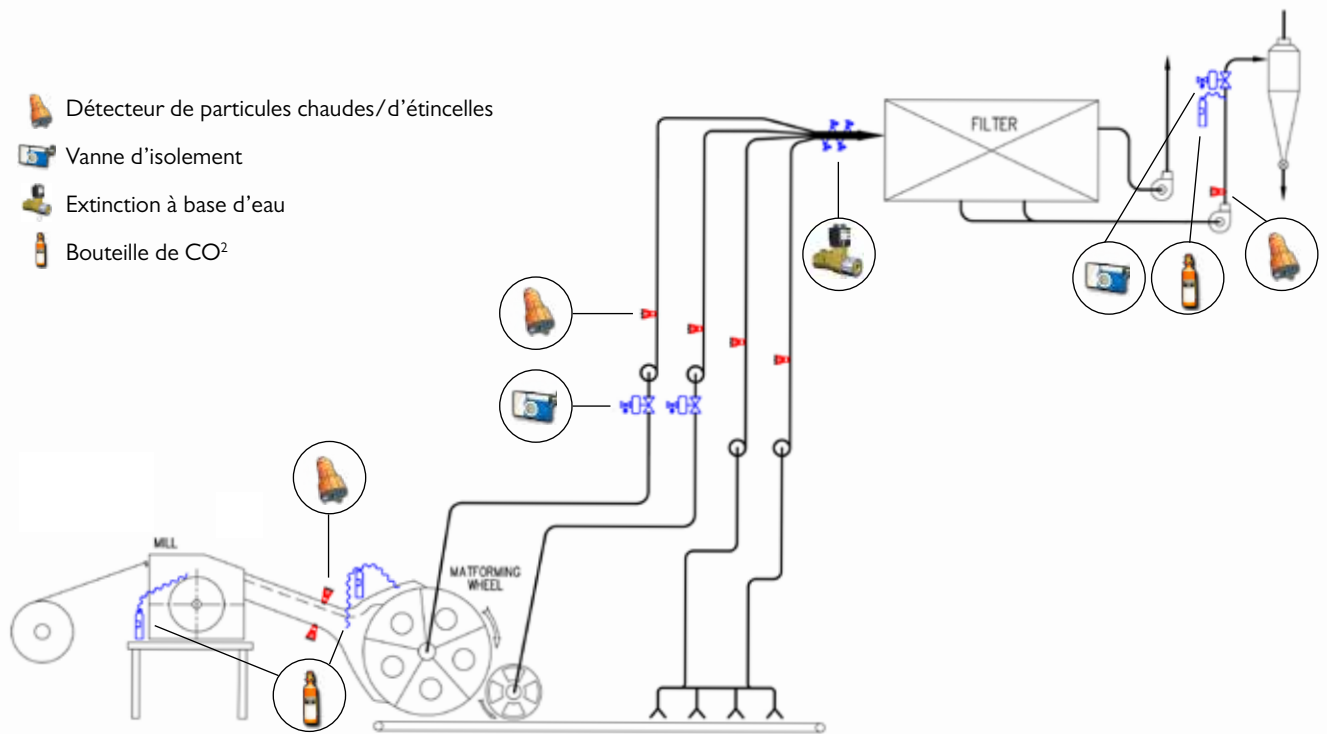 Détecteur de particules chaudes/d'étincelles
Vanne d'isolement
Extinction à base d'eau
Bouteille de CO²
FILTER
MILL
MATFORMING
WHEEL